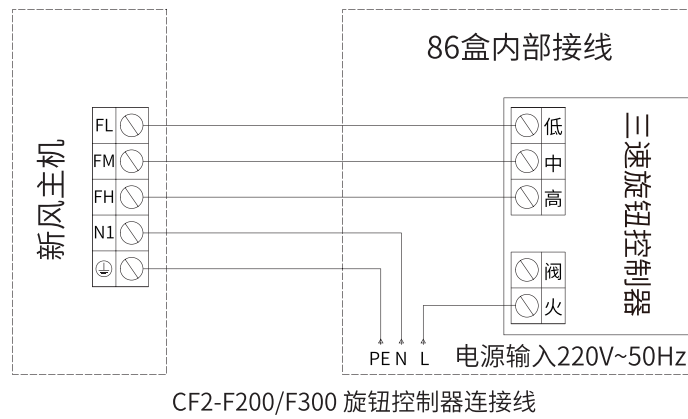 86盒内部接线
新风主机
FL
FM
FH
N1
低
中
高
阀
火
三速旋钮控制器
PE N L
电源输入220V~50Hz
CF2-F200/F300 旋钮控制器连接线